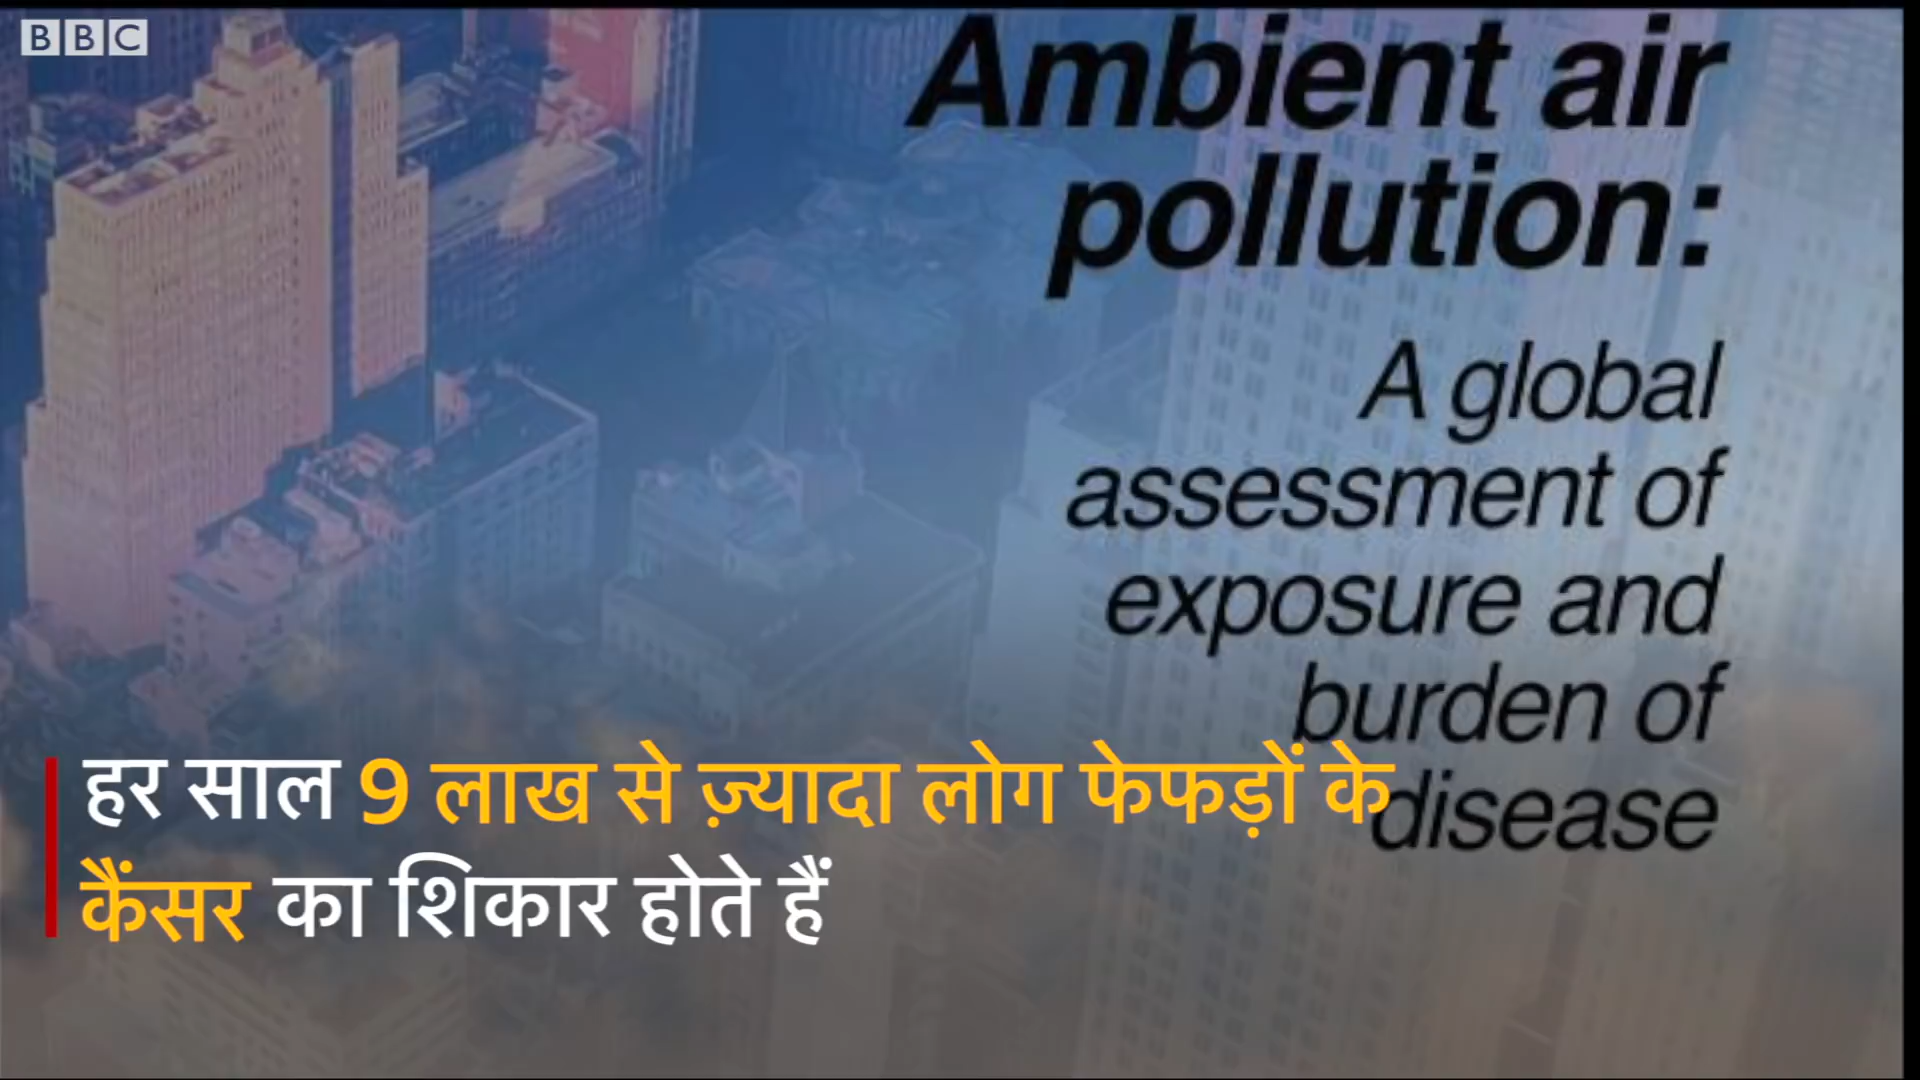 BBC
Ambient air
pollution:
A global
assessment of
exposure and
burden of
disease
हर साल 9 लाख से ज़्यादा लोग फेफड़ों के
कैंसर का शिकार होते हैं